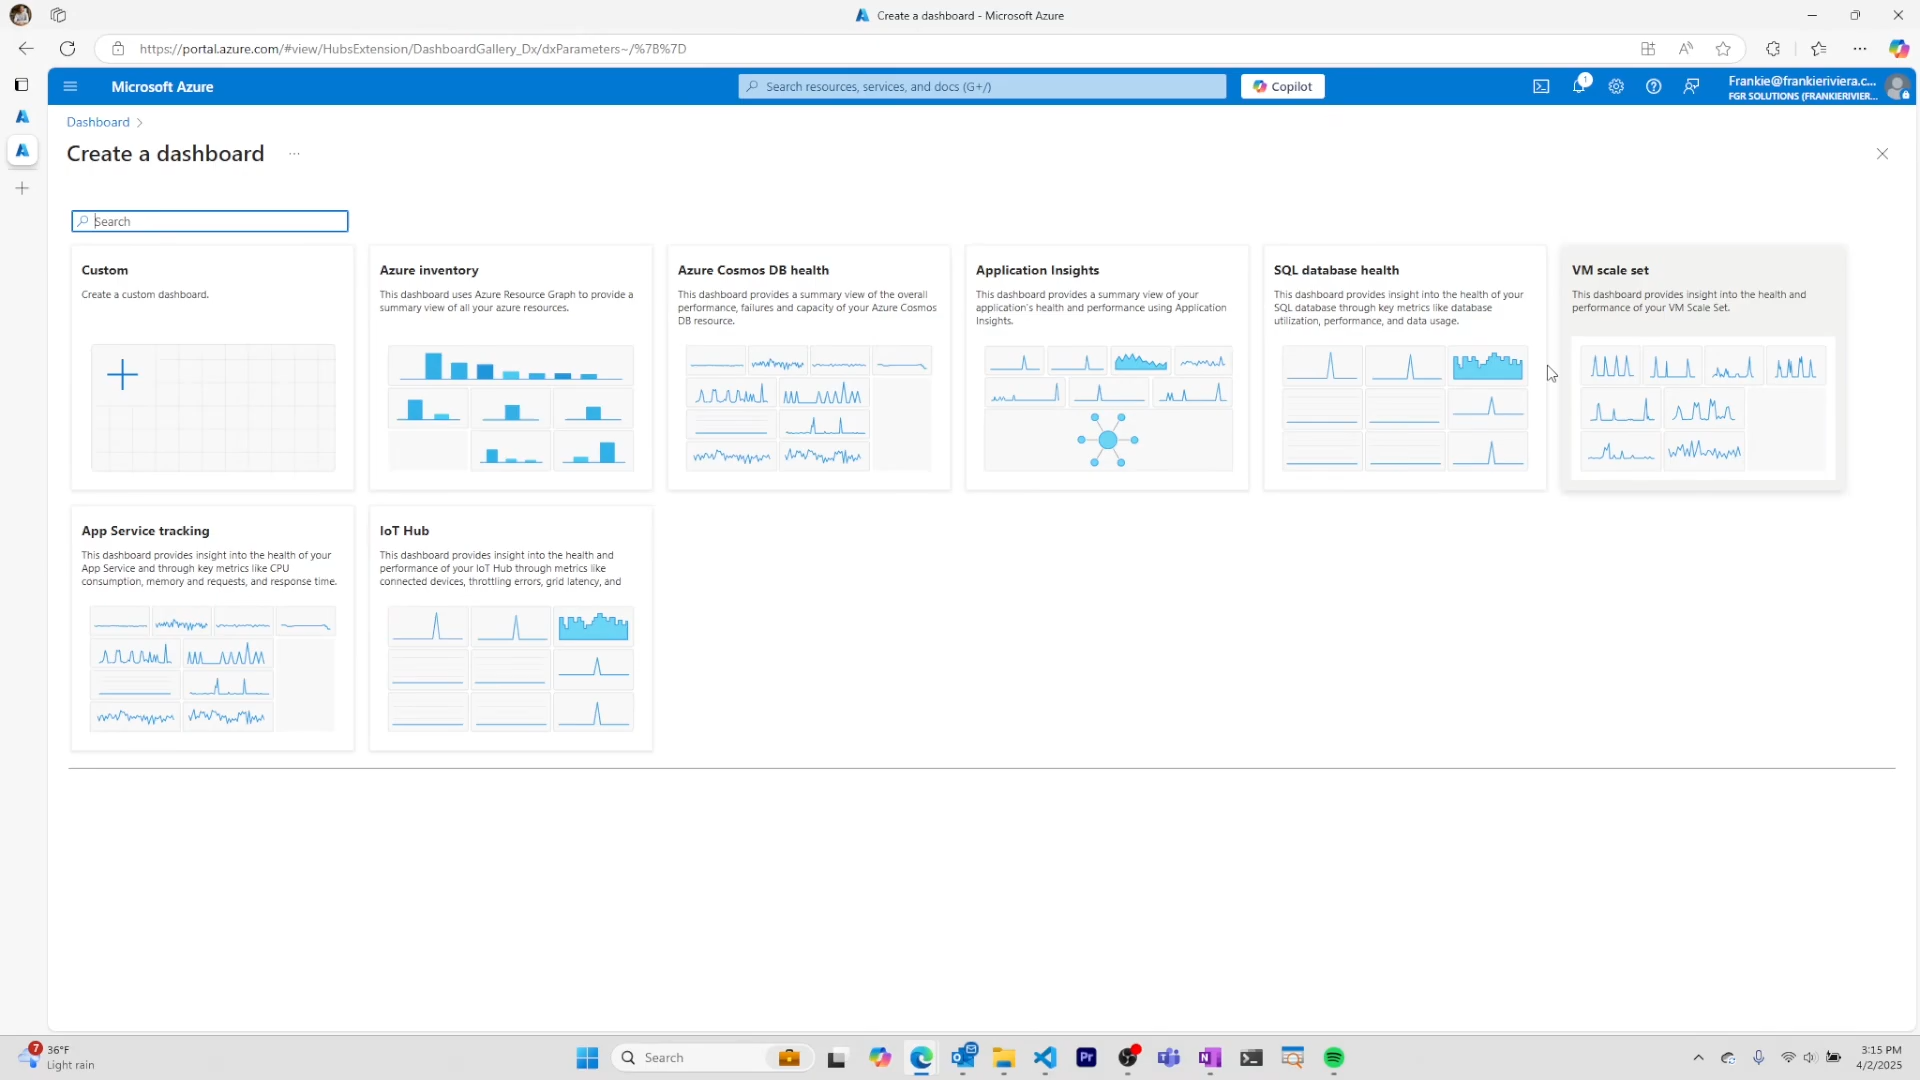 Create a dashboard - Microsoft Azure
https://portal.azure.com/#view/HubsExtension/DashboardGallery_Dx/dxParameters~/%7B%7D
Microsoft Azure
Search resources, services, and docs (G+/)
Copilot
1
Frankie@frankieriviera.c...
FGR SOLUTIONS (FRANKIERIVIER...
Dashboard
Create a dashboard
Search
Custom
Create a custom dashboard.
Azure inventory
This dashboard uses Azure Resource Graph to provide a
summary view of all your azure resources.
Azure Cosmos DB health
This dashboard provides a summary view of the overall
performance, failures and capacity of your Azure Cosmos
DB resource.
Application Insights
This dashboard provides a summary view of your
application's health and performance using Application
Insights.
SQL database health
This dashboard provides insight into the health of your
SQL database through key metrics like database
utilization, performance, and data usage.
VM scale set
This dashboard provides insight into the health and
performance of your VM Scale Set.
App Service tracking
This dashboard provides insight into the health of your
App Service and through key metrics like CPU
consumption, memory and requests, and response time.
IoT Hub
This dashboard provides insight into the health and
performance of your IoT Hub through metrics like
connected devices, throttling errors, grid latency, and
7
36°F
Light rain
Search
Pr
3:15 PM
4/2/2025